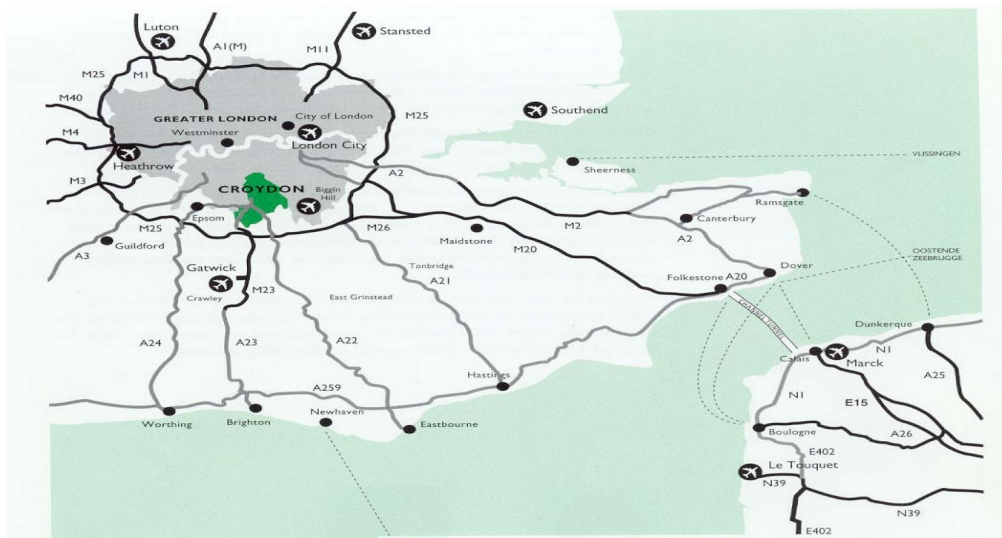 Luton
A1(M)
M11
Stansted
M25
M1
M40
GREATER LONDON
City of London
M25
Southend
M4
Westminster
London City
Heathrow
VLISSINGEN
A2
Sheerness
M3
CROYDON
Biggin
Hill
Ramsgate
Epsom
M25
M26
M2
Canterbury
Guildford
Maidstone
A2
M20
A3
OOSTENDE
ZEEBRUGGE
Gatwick
Tonbridge
Dover
Folkestone
A20
A21
Crawley
M23
East Grinstead
CHANNEL TUNNEL
Dunkerque
A24
A23
A22
Calais
N1
Marck
Hastings
A25
A259
N1
E15
Worthing
Brighton
Newhaven
Eastbourne
Boulogne
A26
E402
Le Touquet
N39
N39
E402